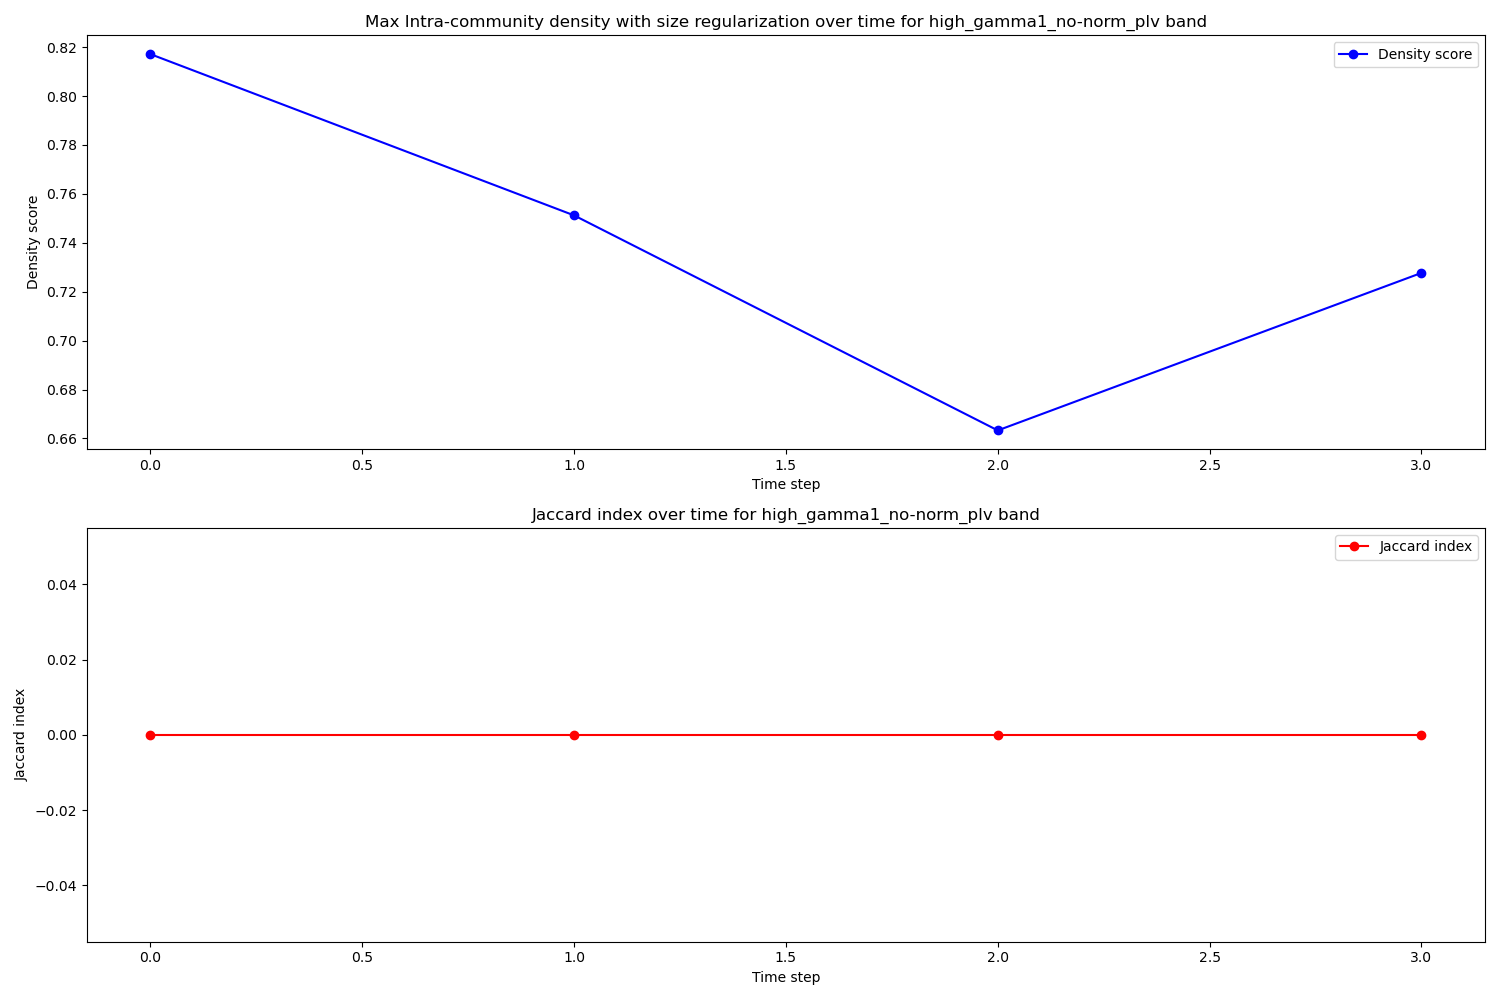 Max Intra-community density with size regularization over time for high_gamma1_no-norm_plv band
Density score
0.82
0.80
0.78
0.76
0.74
0.72
0.70
0.68
0.66
Density score
0.0 0.5 1.0 1.5 2.0 2.5 3.0
Time step
Jaccard index over time for high_gamma1_no-norm_plv band
Jaccard index
0.04
0.02
0.00
−0.02
−0.04
Jaccard index
0.0 0.5 1.0 1.5 2.0 2.5 3.0
Time step